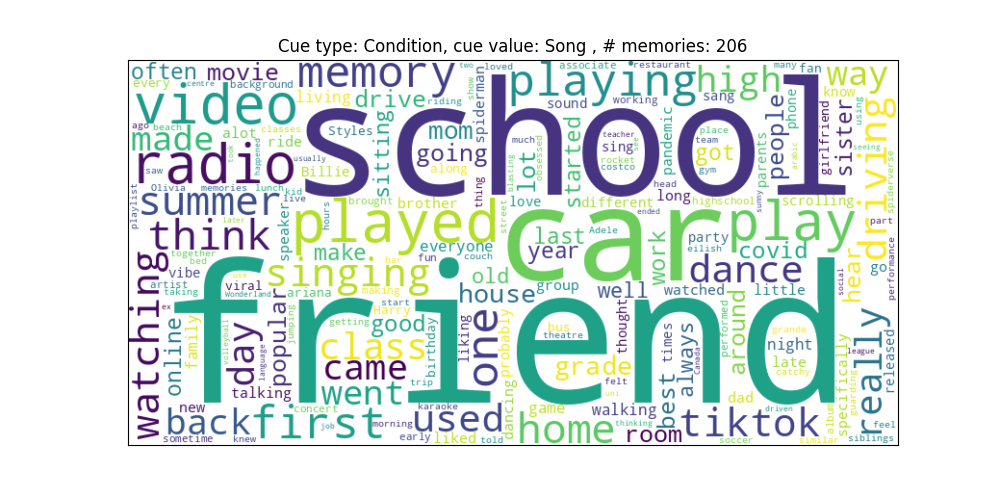 Cue type: Condition, cue value: Song , # memories: 206
often movie background memory living drive riding show two loved associate restaurant playing sound working sang high many fan know way
every centre video Styles sitting mom spiderman
ago beach made alot classes ride radio Billie took happened usually saw
school
going along thing much blasting obsessed lot started sing teacher rocket costco pandemic see team place got gym parents people phone arabic girlfriend sister driving using seeing spiderverse
playlist Olivia memories lunch kid live summer later speaker hours brought brother played street love different head long highschool sunny scrolling part
think make everyone fun couch car last Adele year ended work party eilish covid play hear go performance
together bed vibe artist taking viral use Wonderland singing bar ariana making old house group well watched dance little social
watching ex online family day language volleyball talking popular jumping start Harry getting good class birthday liking one came trip went probably theatre bus grade felt uni thought times always best performed Canada around grande night late catchy league guarding specifically released really
friend
new back first concert job morning karaoke used early liked told dancing game home walking thinking room dad soccer tiktok driven similar album feel siblings
sometime knew